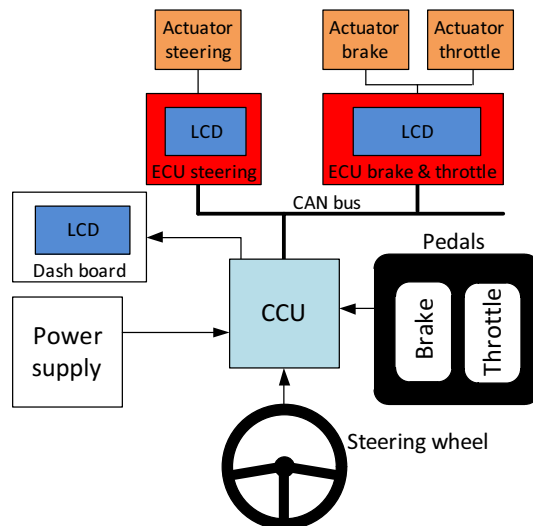 Actuator
steering
Actuator
brake
Actuator
throttle
LCD
ECU steering
LCD
ECU brake & throttle
CAN bus
LCD
Dash board
Pedals
Power
supply
CCU
Brake
Throttle
Steering wheel